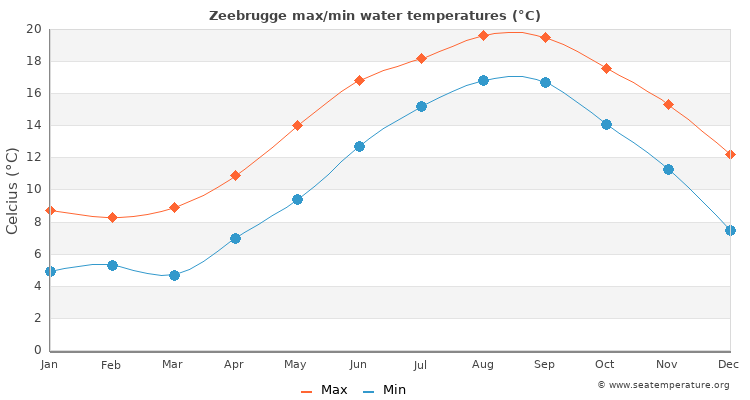 Zeebrugge max/min water temperatures (°C)
Celcius (°C)
20
18
16
14
12
10
8
6
4
2
0
Jan Feb Mar Apr May Jun Jul Aug Sep Oct Nov Dec
Max Min
© www.seatemperature.org